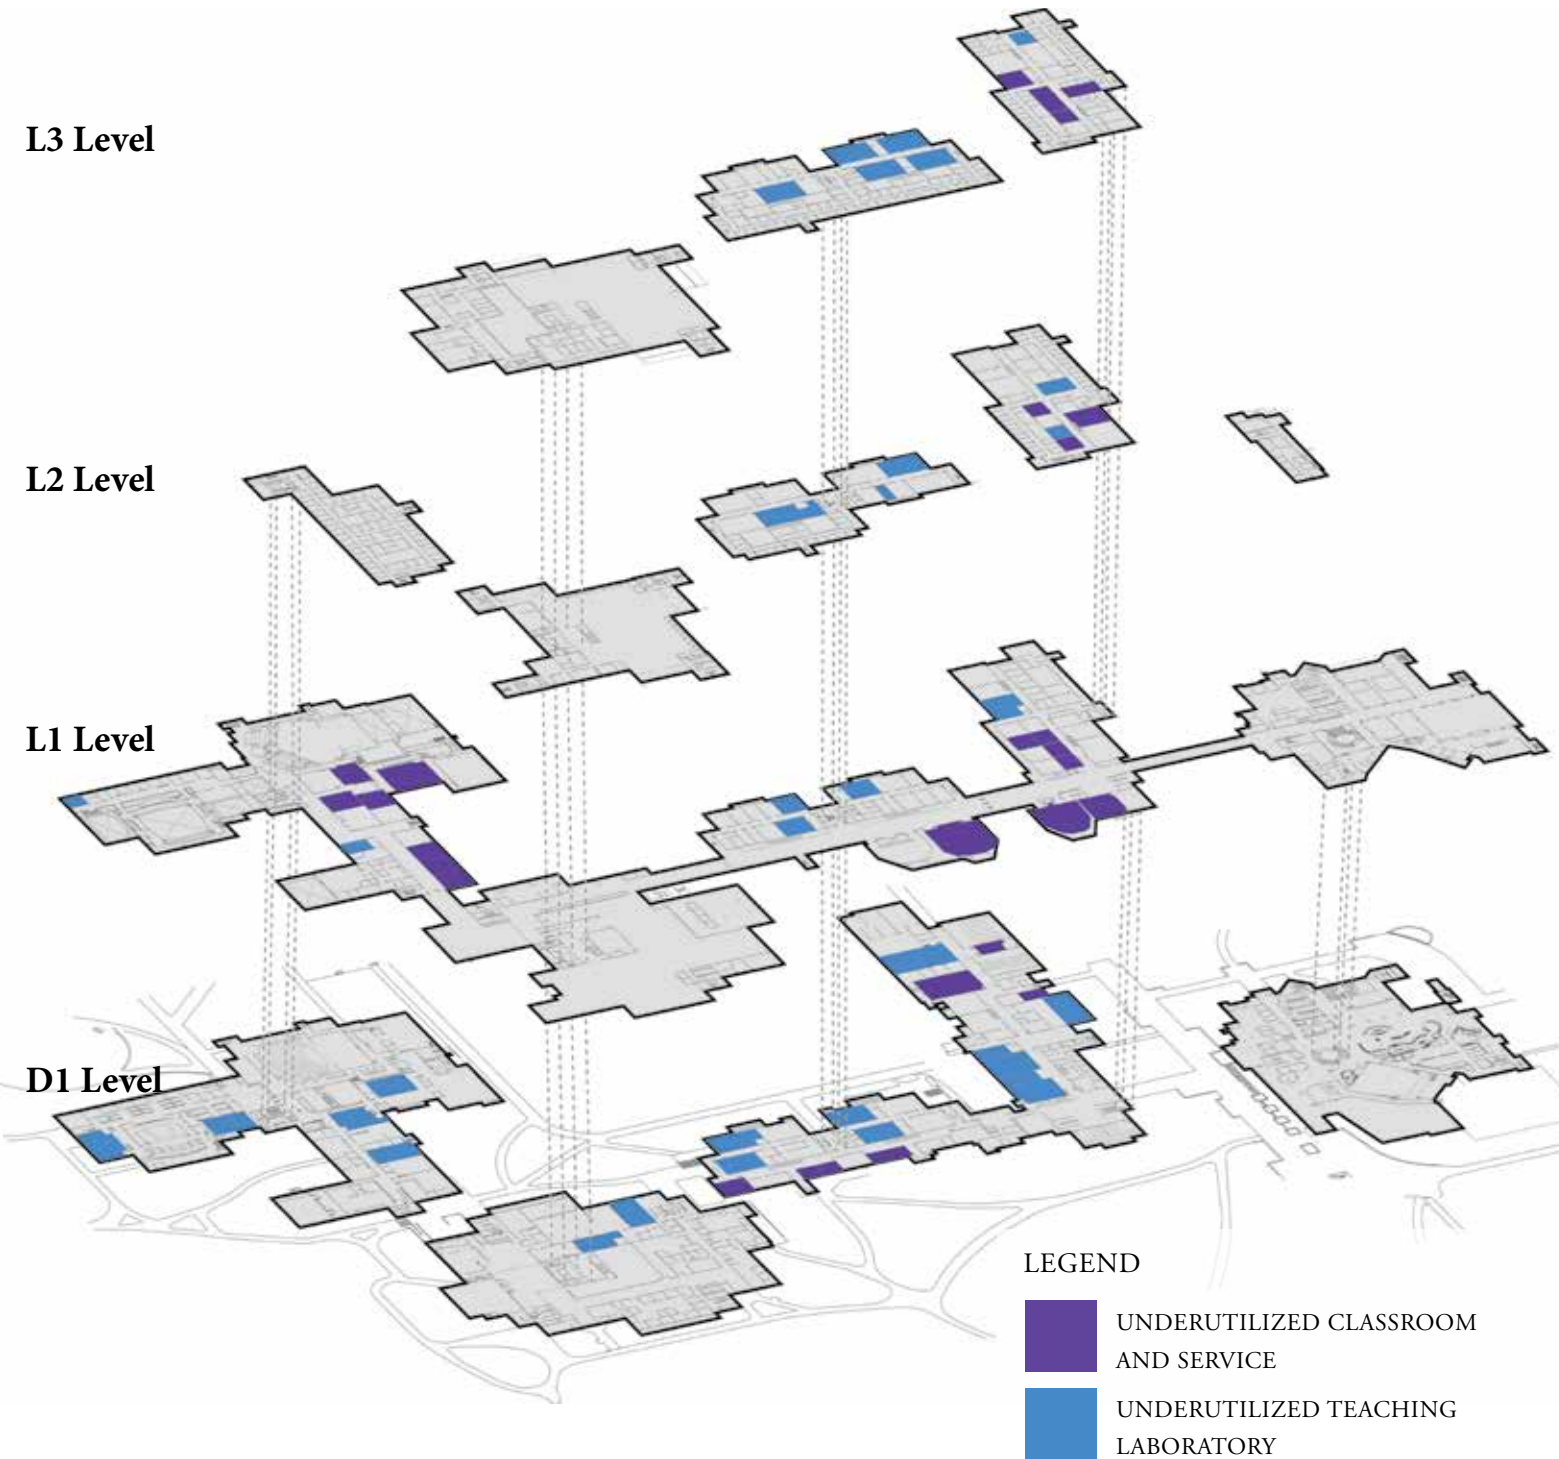 L3 Level
L2 Level
L1 Level
D1 Level
LEGEND
UNDERUTILIZED CLASSROOM
AND SERVICE
UNDERUTILIZED TEACHING
LABORATORY